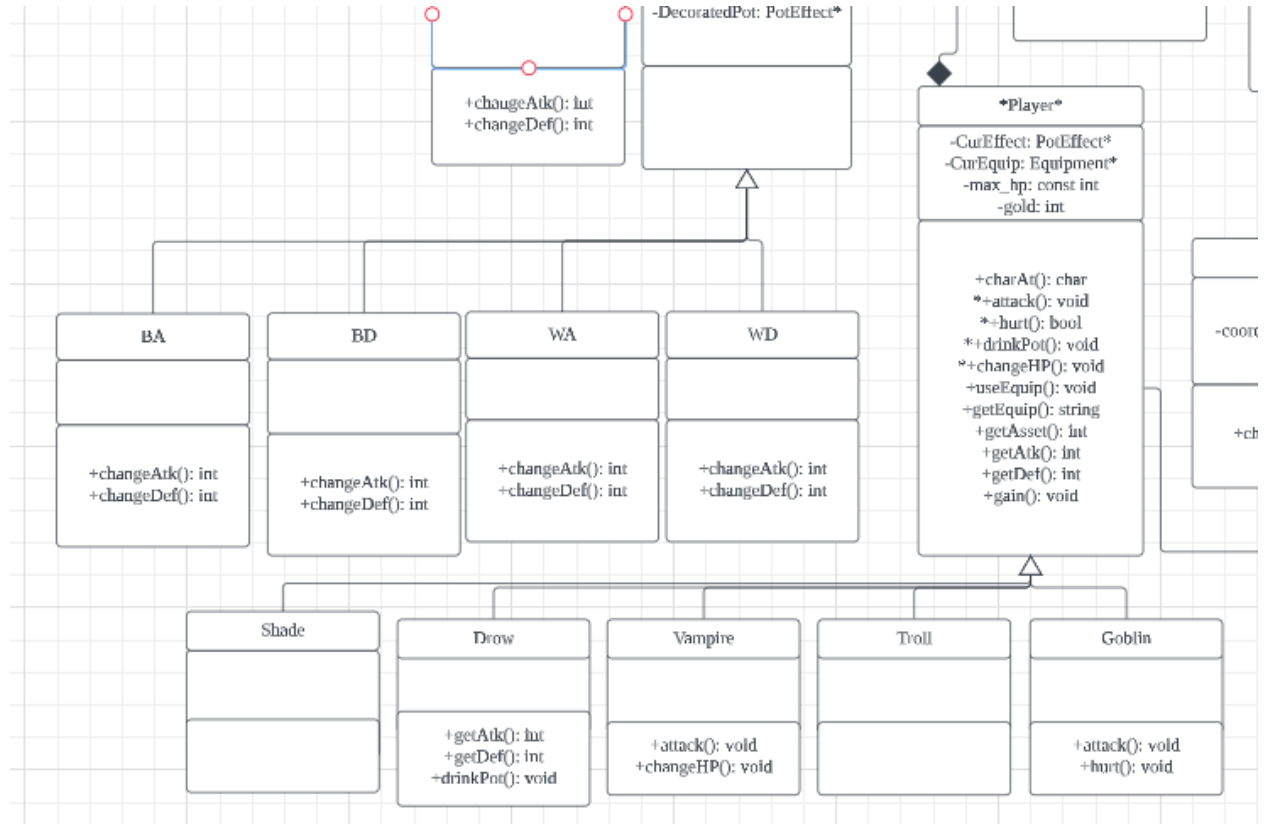 -DecoratedPot: PotEffect*
+changeAtk(): int
+changeDef(): int
*Player*
-CurEffect: PotEffect*
-CurEquip: Equipment*
-max_hp: const int
-gold: int
+charAt(): char
*+attack(): void
*+hurt(): bool
*+drinkPot(): void
*+changeHP(): void
+useEquip(): void
+getEquip(): string
+getAsset(): int
+getAtk(): int
+getDef(): int
+gain(): void
BA
+changeAtk(): int
+changeDef(): int
BD
+changeAtk(): int
+changeDef(): int
WA
+changeAtk(): int
+changeDef(): int
WD
+changeAtk(): int
+changeDef(): int
Shade
Drow
+getAtk(): int
+getDef(): int
+drinkPot(): void
Vampire
+attack(): void
+changeHP(): void
Troll
Goblin
+attack(): void
+hurt(): void